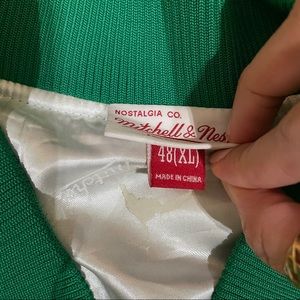 NOSTALGIA CO.
Mitchell & Ness
48(XL)
MADE IN CHINA